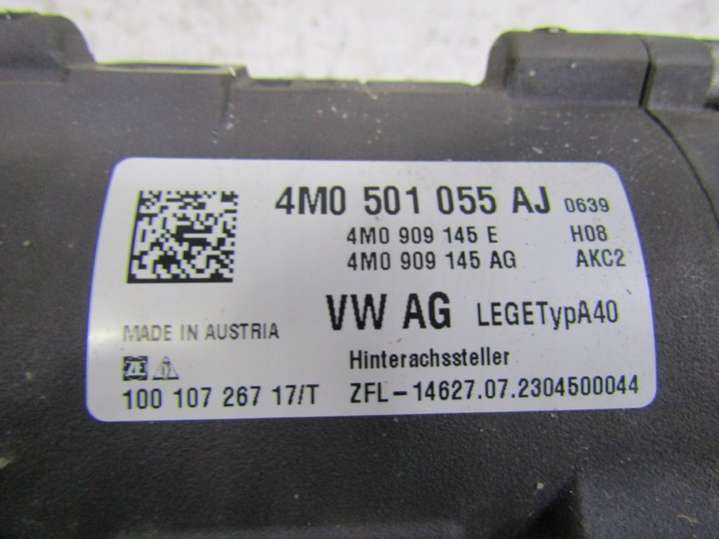 4M0 501 055 AJ 0639
4M0 909 145 E H08
4M0 909 145 AG AKC2
VW AG LEGETypA40
MADE IN AUSTRIA
Hinterachssteller
ZF
100 107 267 17/T ZFL-14627.07.2304500044